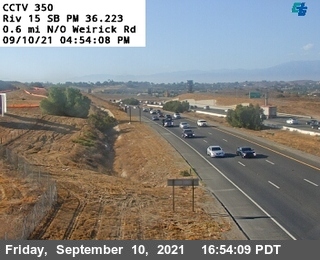 CCTV 350
Riv 15 SB PM 36.223
0.6 mi N/O Weirick Rd
09/10/21 04:54:08 PM
Friday, September 10, 2021 16:54:09 PDT